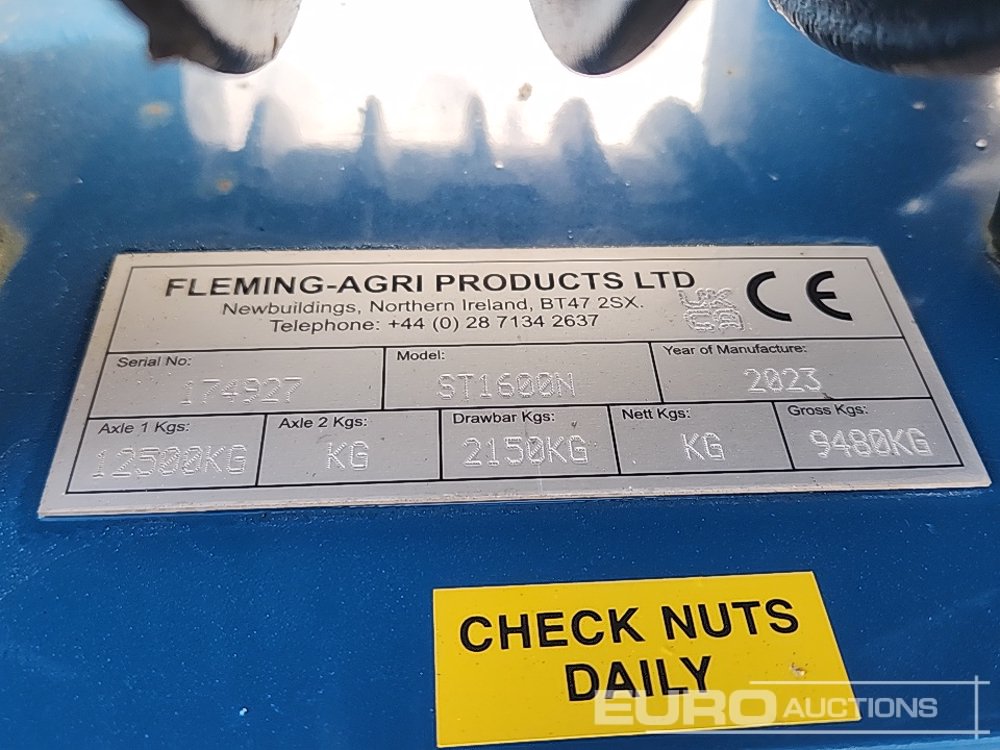 FLEMING-AGRI PRODUCTS LTD
Newbuildings, Northern Ireland, BT47 2SX.
Telephone: +44 (0) 28 7134 2637
UK
CA
CE
Serial No: Model: Year of Manufacture:
174927 ST1600N 2023
Axle 1 Kgs: Axle 2 Kgs: Drawbar Kgs: Nett Kgs: Gross Kgs:
12500KG KG 2150KG KG 9480KG
CHECK NUTS
DAILY
EURO AUCTIONS